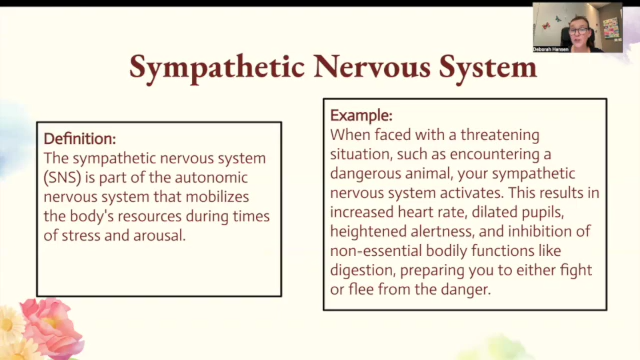 Deborah Hansen
Sympathetic Nervous System
Definition:
The sympathetic nervous system
(SNS) is part of the autonomic
nervous system that mobilizes
the body's resources during times
of stress and arousal.
Example:
When faced with a threatening
situation, such as encountering a
dangerous animal, your sympathetic
nervous system activates. This results in
increased heart rate, dilated pupils,
heightened alertness, and inhibition of
non-essential bodily functions like
digestion, preparing you to either fight
or flee from the danger.